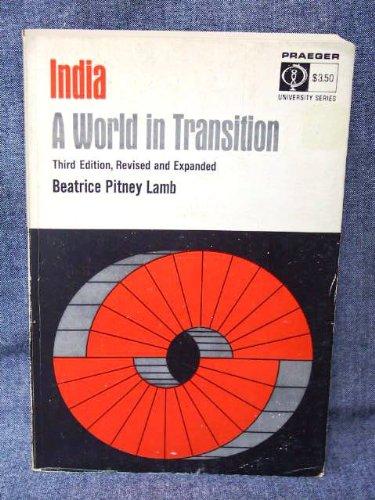 PRAEGER
$3.50
UNIVERSITY SERIES
India
A World in Transition
Third Edition, Revised and Expanded
Beatrice Pitney Lamb